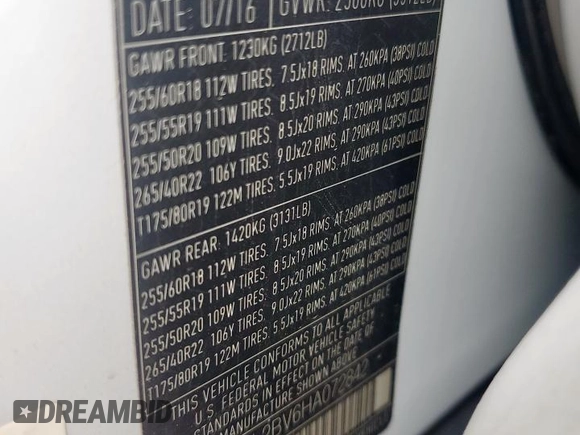 DATE: 07/16 GVWR: 2500KG (5512LB)
GAWR FRONT: 1230KG (2712LB)
255/60R18 112W TIRES, 7.5Jx18 RIMS, AT 260KPA (38PSI) COLD
255/55R19 111W TIRES, 8.5Jx19 RIMS, AT 270KPA (40PSI) COLD
255/50R20 109W TIRES, 8.5Jx20 RIMS, AT 290KPA (43PSI) COLD
265/40R22 106Y TIRES, 9.0Jx22 RIMS, AT 290KPA (43PSI) COLD
T175/80R19 122M TIRES, 5.5Jx19 RIMS, AT 420KPA (61PSI) COLD
GAWR REAR: 1420KG (3131LB)
255/60R18 112W TIRES, 7.5Jx18 RIMS, AT 260KPA (38PSI) COLD
255/55R19 111W TIRES, 8.5Jx19 RIMS, AT 270KPA (40PSI) COLD
255/50R20 109W TIRES, 8.5Jx20 RIMS, AT 290KPA (43PSI) COLD
265/40R22 106Y TIRES, 9.0Jx22 RIMS, AT 290KPA (43PSI) COLD
T175/80R19 122M TIRES, 5.5Jx19 RIMS, AT 420KPA (61PSI) COLD
THIS VEHICLE CONFORMS TO ALL APPLICABLE
U.S. FEDERAL MOTOR VEHICLE SAFETY
STANDARDS IN EFFECT ON
2BV6HA072842
DREAMBID